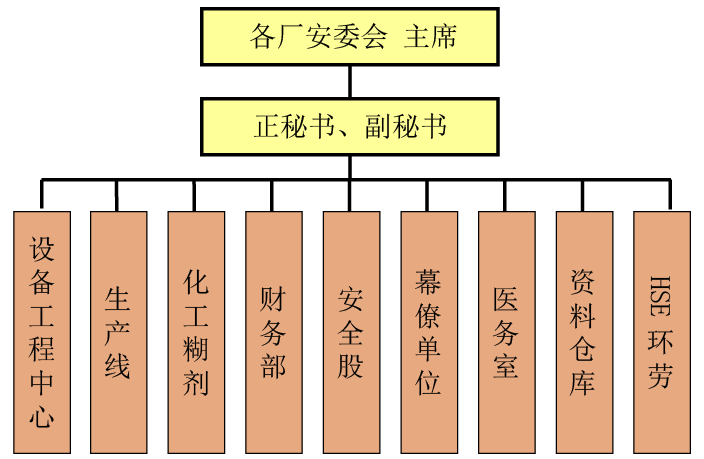 各厂安委会 主席
正秘书、副秘书
设备工程中心
生产线
化工糊剂
财务部
安全股
幕僚单位
医务室
资料仓库
HSE 环劳